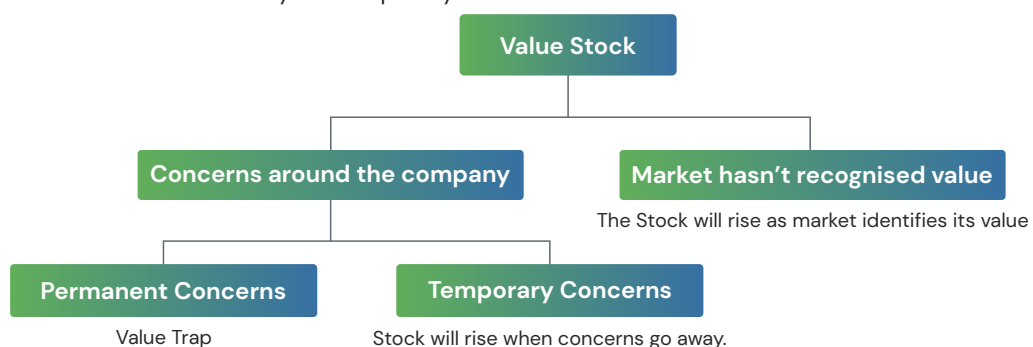 Value Stock
Concerns around the company
Market hasn’t recognised value
The Stock will rise as market identifies its value
Permanent Concerns
Temporary Concerns
Value Trap
Stock will rise when concerns go away.